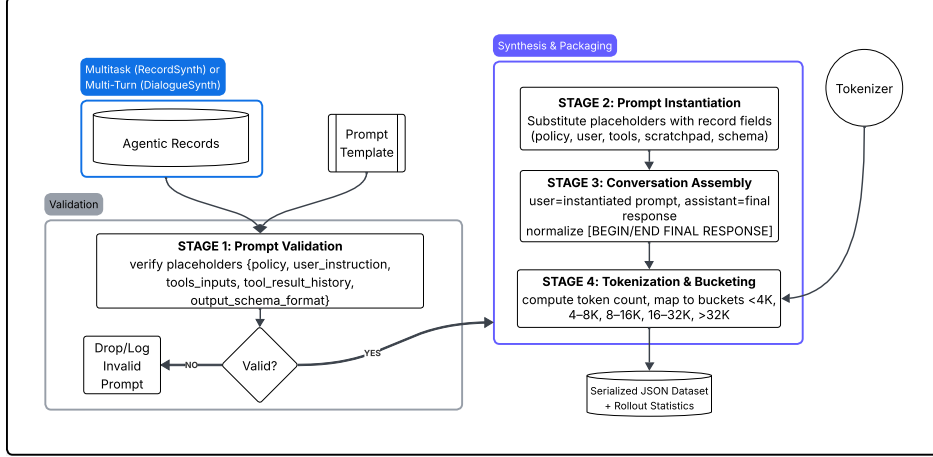 Multitask (RecordSynth) or
Multi-Turn (DialogueSynth)
Agentic Records
Prompt
Template
Validation
STAGE 1: Prompt Validation
verify placeholders {policy, user_instruction,
tools_inputs, tool_result_history,
output_schema_format}
Valid?
NO
YES
Drop/Log
Invalid
Prompt
Synthesis & Packaging
STAGE 2: Prompt Instantiation
Substitute placeholders with record fields
(policy, user, tools, scratchpad, schema)
STAGE 3: Conversation Assembly
user=instantiated prompt, assistant=final
response
normalize [BEGIN/END FINAL RESPONSE]
STAGE 4: Tokenization & Bucketing
compute token count, map to buckets <4K,
4–8K, 8–16K, 16–32K, >32K
Tokenizer
Serialized JSON Dataset
+ Rollout Statistics